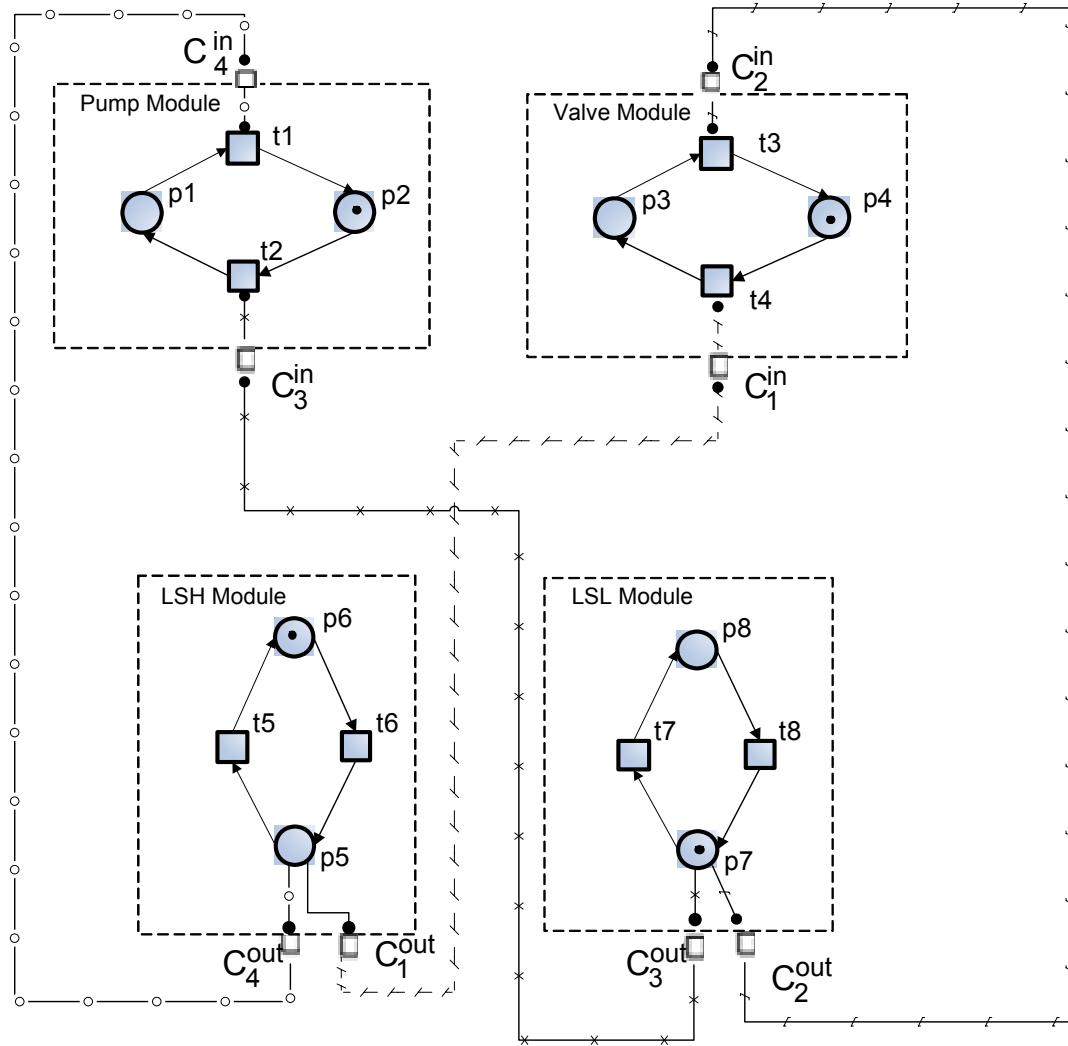 C4in
C2in
Pump Module
Valve Module
t1
t3
p1
p2
p3
p4
t2
t4
C3in
C1in
LSH Module
LSL Module
p6
p8
t5
t6
t7
t8
p5
p7
C4out
C1out
C3out
C2out